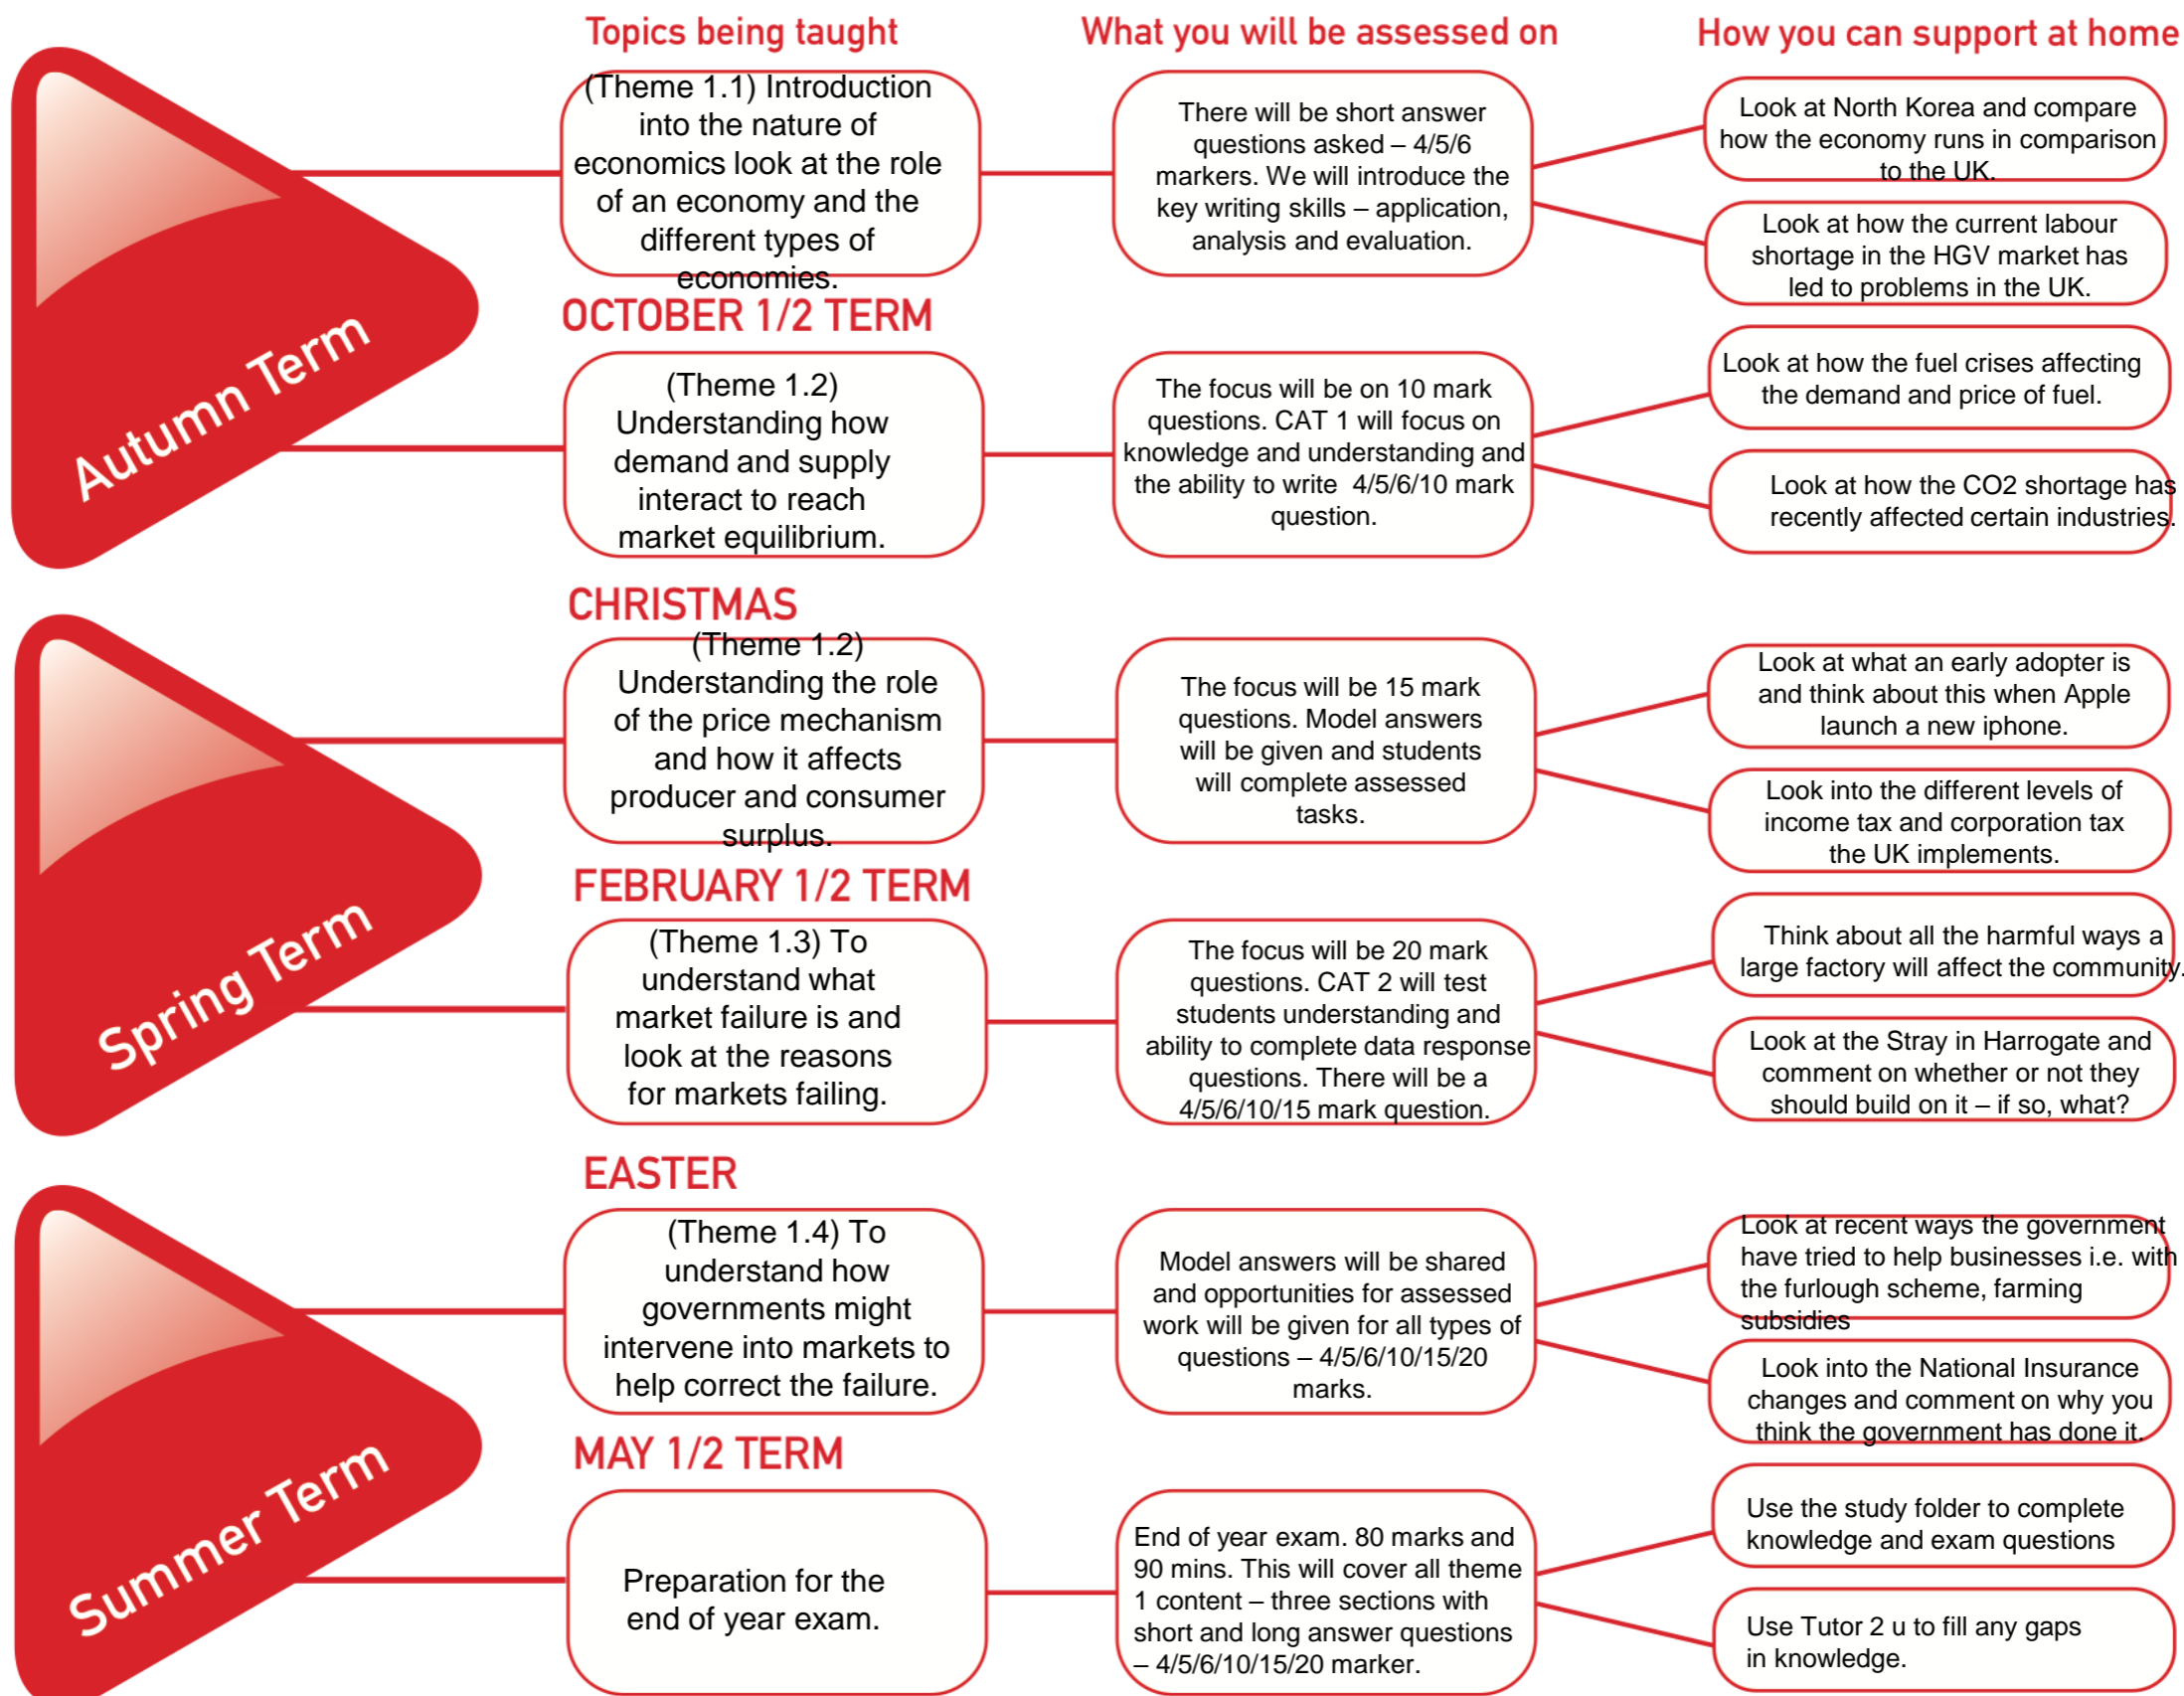 Topics being taught
What you will be assessed on
How you can support at home
Autumn Term
(Theme 1.1) Introduction
into the nature of
economics look at the role
of an economy and the
different types of
economies.
There will be short answer
questions asked – 4/5/6
markers. We will introduce the
key writing skills – application,
analysis and evaluation.
Look at North Korea and compare
how the economy runs in comparison
to the UK.
Look at how the current labour
shortage in the HGV market has
led to problems in the UK.
OCTOBER 1/2 TERM
(Theme 1.2)
Understanding how
demand and supply
interact to reach
market equilibrium.
The focus will be on 10 mark
questions. CAT 1 will focus on
knowledge and understanding and
the ability to write 4/5/6/10 mark
question.
Look at how the fuel crises affecting
the demand and price of fuel.
Look at how the CO2 shortage has
recently affected certain industries.
CHRISTMAS
Spring Term
(Theme 1.2)
Understanding the role
of the price mechanism
and how it affects
producer and consumer
surplus.
The focus will be 15 mark
questions. Model answers
will be given and students
will complete assessed
tasks.
Look at what an early adopter is
and think about this when Apple
launch a new iphone.
Look into the different levels of
income tax and corporation tax
the UK implements.
FEBRUARY 1/2 TERM
(Theme 1.3) To
understand what
market failure is and
look at the reasons
for markets failing.
The focus will be 20 mark
questions. CAT 2 will test
students understanding and
ability to complete data response
questions. There will be a
4/5/6/10/15 mark question.
Think about all the harmful ways a
large factory will affect the community.
Look at the Stray in Harrogate and
comment on whether or not they
should build on it – if so, what?
EASTER
Summer Term
(Theme 1.4) To
understand how
governments might
intervene into markets to
help correct the failure.
Model answers will be shared
and opportunities for assessed
work will be given for all types of
questions – 4/5/6/10/15/20
marks.
Look at recent ways the government
have tried to help businesses i.e. with
the furlough scheme, farming
subsidies
Look into the National Insurance
changes and comment on why you
think the government has done it.
MAY 1/2 TERM
Preparation for the
end of year exam.
End of year exam. 80 marks and
90 mins. This will cover all theme
1 content – three sections with
short and long answer questions
– 4/5/6/10/15/20 marker.
Use the study folder to complete
knowledge and exam questions
Use Tutor 2 u to fill any gaps
in knowledge.